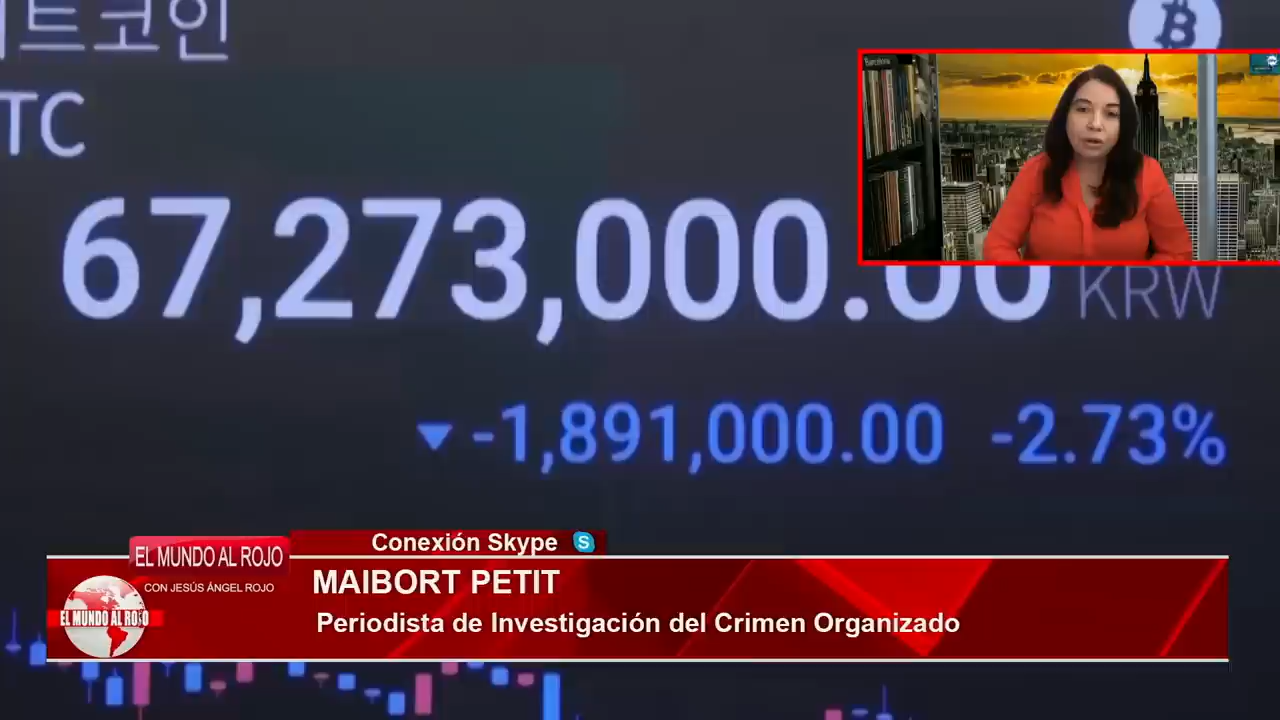 트코인
TC
67,273,000.00 KRW
-1,891,000.00 -2.73%
Barcelona
Conexión Skype
EL MUNDO AL ROJO
CON JESÚS ÁNGEL ROJO
MAIBORT PETIT
Periodista de Investigación del Crimen Organizado
EL MUNDO AL ROJO